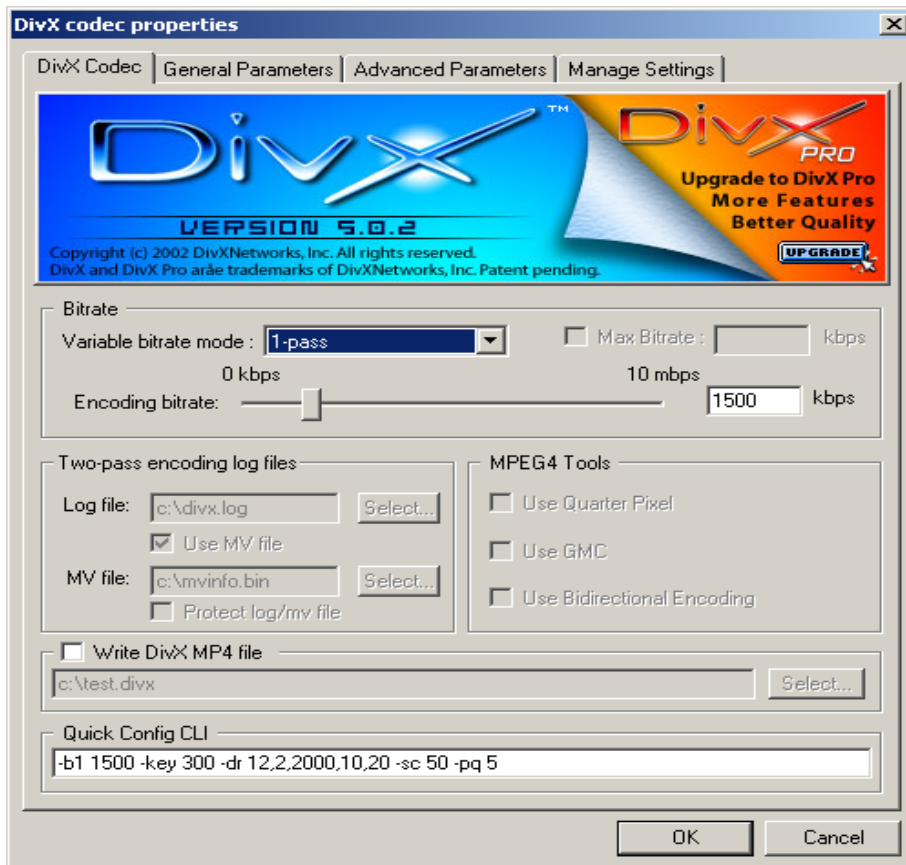 DivX codec properties
DivX Codec
General Parameters
Advanced Parameters
Manage Settings
DivX ™
VERSION 5.0.2
Copyright (c) 2002 DivXNetworks, Inc. All rights reserved.
DivX and DivX Pro aråe trademarks of DivXNetworks, Inc. Patent pending.
DivX
PRO
Upgrade to DivX Pro
More Features
Better Quality
UPGRADE
Bitrate
Variable bitrate mode : 1-pass
Max Bitrate : kbps
0 kbps 10 mbps
Encoding bitrate: 1500 kbps
Two-pass encoding log files
Log file: c:\divx.log Select...
Use MV file
MV file: c:\mvinfo.bin Select...
Protect log/mv file
MPEG4 Tools
Use Quarter Pixel
Use GMC
Use Bidirectional Encoding
Write DivX MP4 file
c:\test.divx Select...
Quick Config CLI
-b1 1500 -key 300 -dr 12,2,2000,10,20 -sc 50 -pq 5
OK Cancel